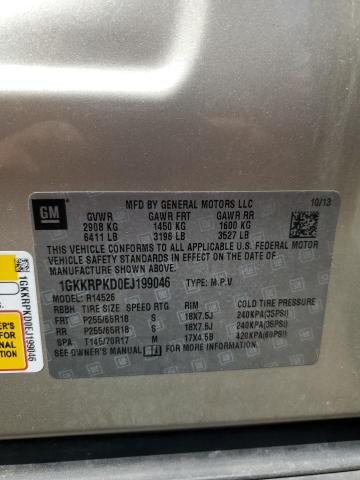 GM
MFD BY GENERAL MOTORS LLC 10/13
GVWR GAWR FRT GAWR RR
2908 KG 1450 KG 1600 KG
6411 LB 3196 LB 3527 LB
THIS VEHICLE CONFORMS TO ALL APPLICABLE U.S. FEDERAL MOTOR
VEHICLE SAFETY AND THEFT PREVENTION STANDARDS IN EFFECT ON THE DATE OF
MANUFACTURE SHOWN ABOVE.
1GKKRPKD0EJ199046 TYPE: M.P.V
MODEL: R14526
RBBH TIRE SIZE SPEED RTG RIM COLD TIRE PRESSURE
FRT P255/65R18 S 18X7.5J 240KPA(35PSI)
RR P255/65R18 S 18X7.5J 240KPA(35PSI)
SPA T145/70R17 M 17X4.5B 420KPA(60PSI)
SEE OWNER'S MANUAL FOR MORE INFORMATION
1GKKRPKD0EJ199046